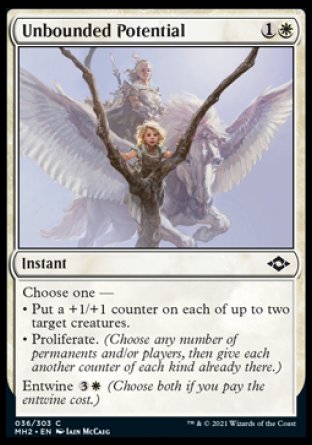 Unbounded Potential 1
Instant
Choose one —
• Put a +1/+1 counter on each of up to two
target creatures.
• Proliferate. (Choose any number of
permanents and/or players, then give each
another counter of each kind already there.)
Entwine 3 (Choose both if you pay the
entwine cost.)
036/303 C
MH2 • EN Iain McCaig
™ & © 2021 Wizards of the Coast